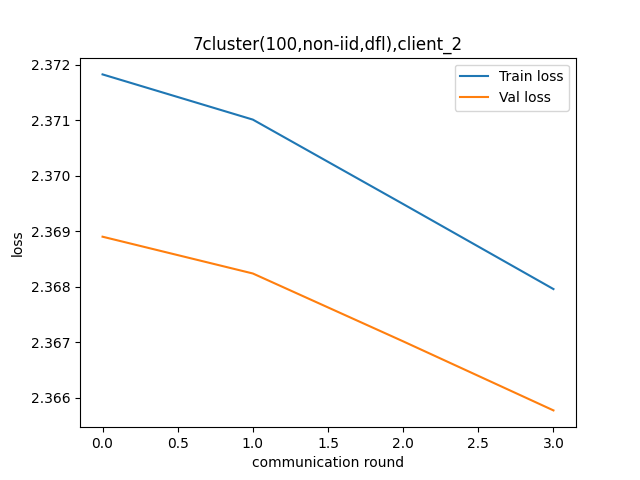 7cluster(100,non-iid,dfl),client_2
Train loss
Val loss
2.372
2.371
2.370
2.369
2.368
2.367
2.366
loss
0.0 0.5 1.0 1.5 2.0 2.5 3.0
communication round